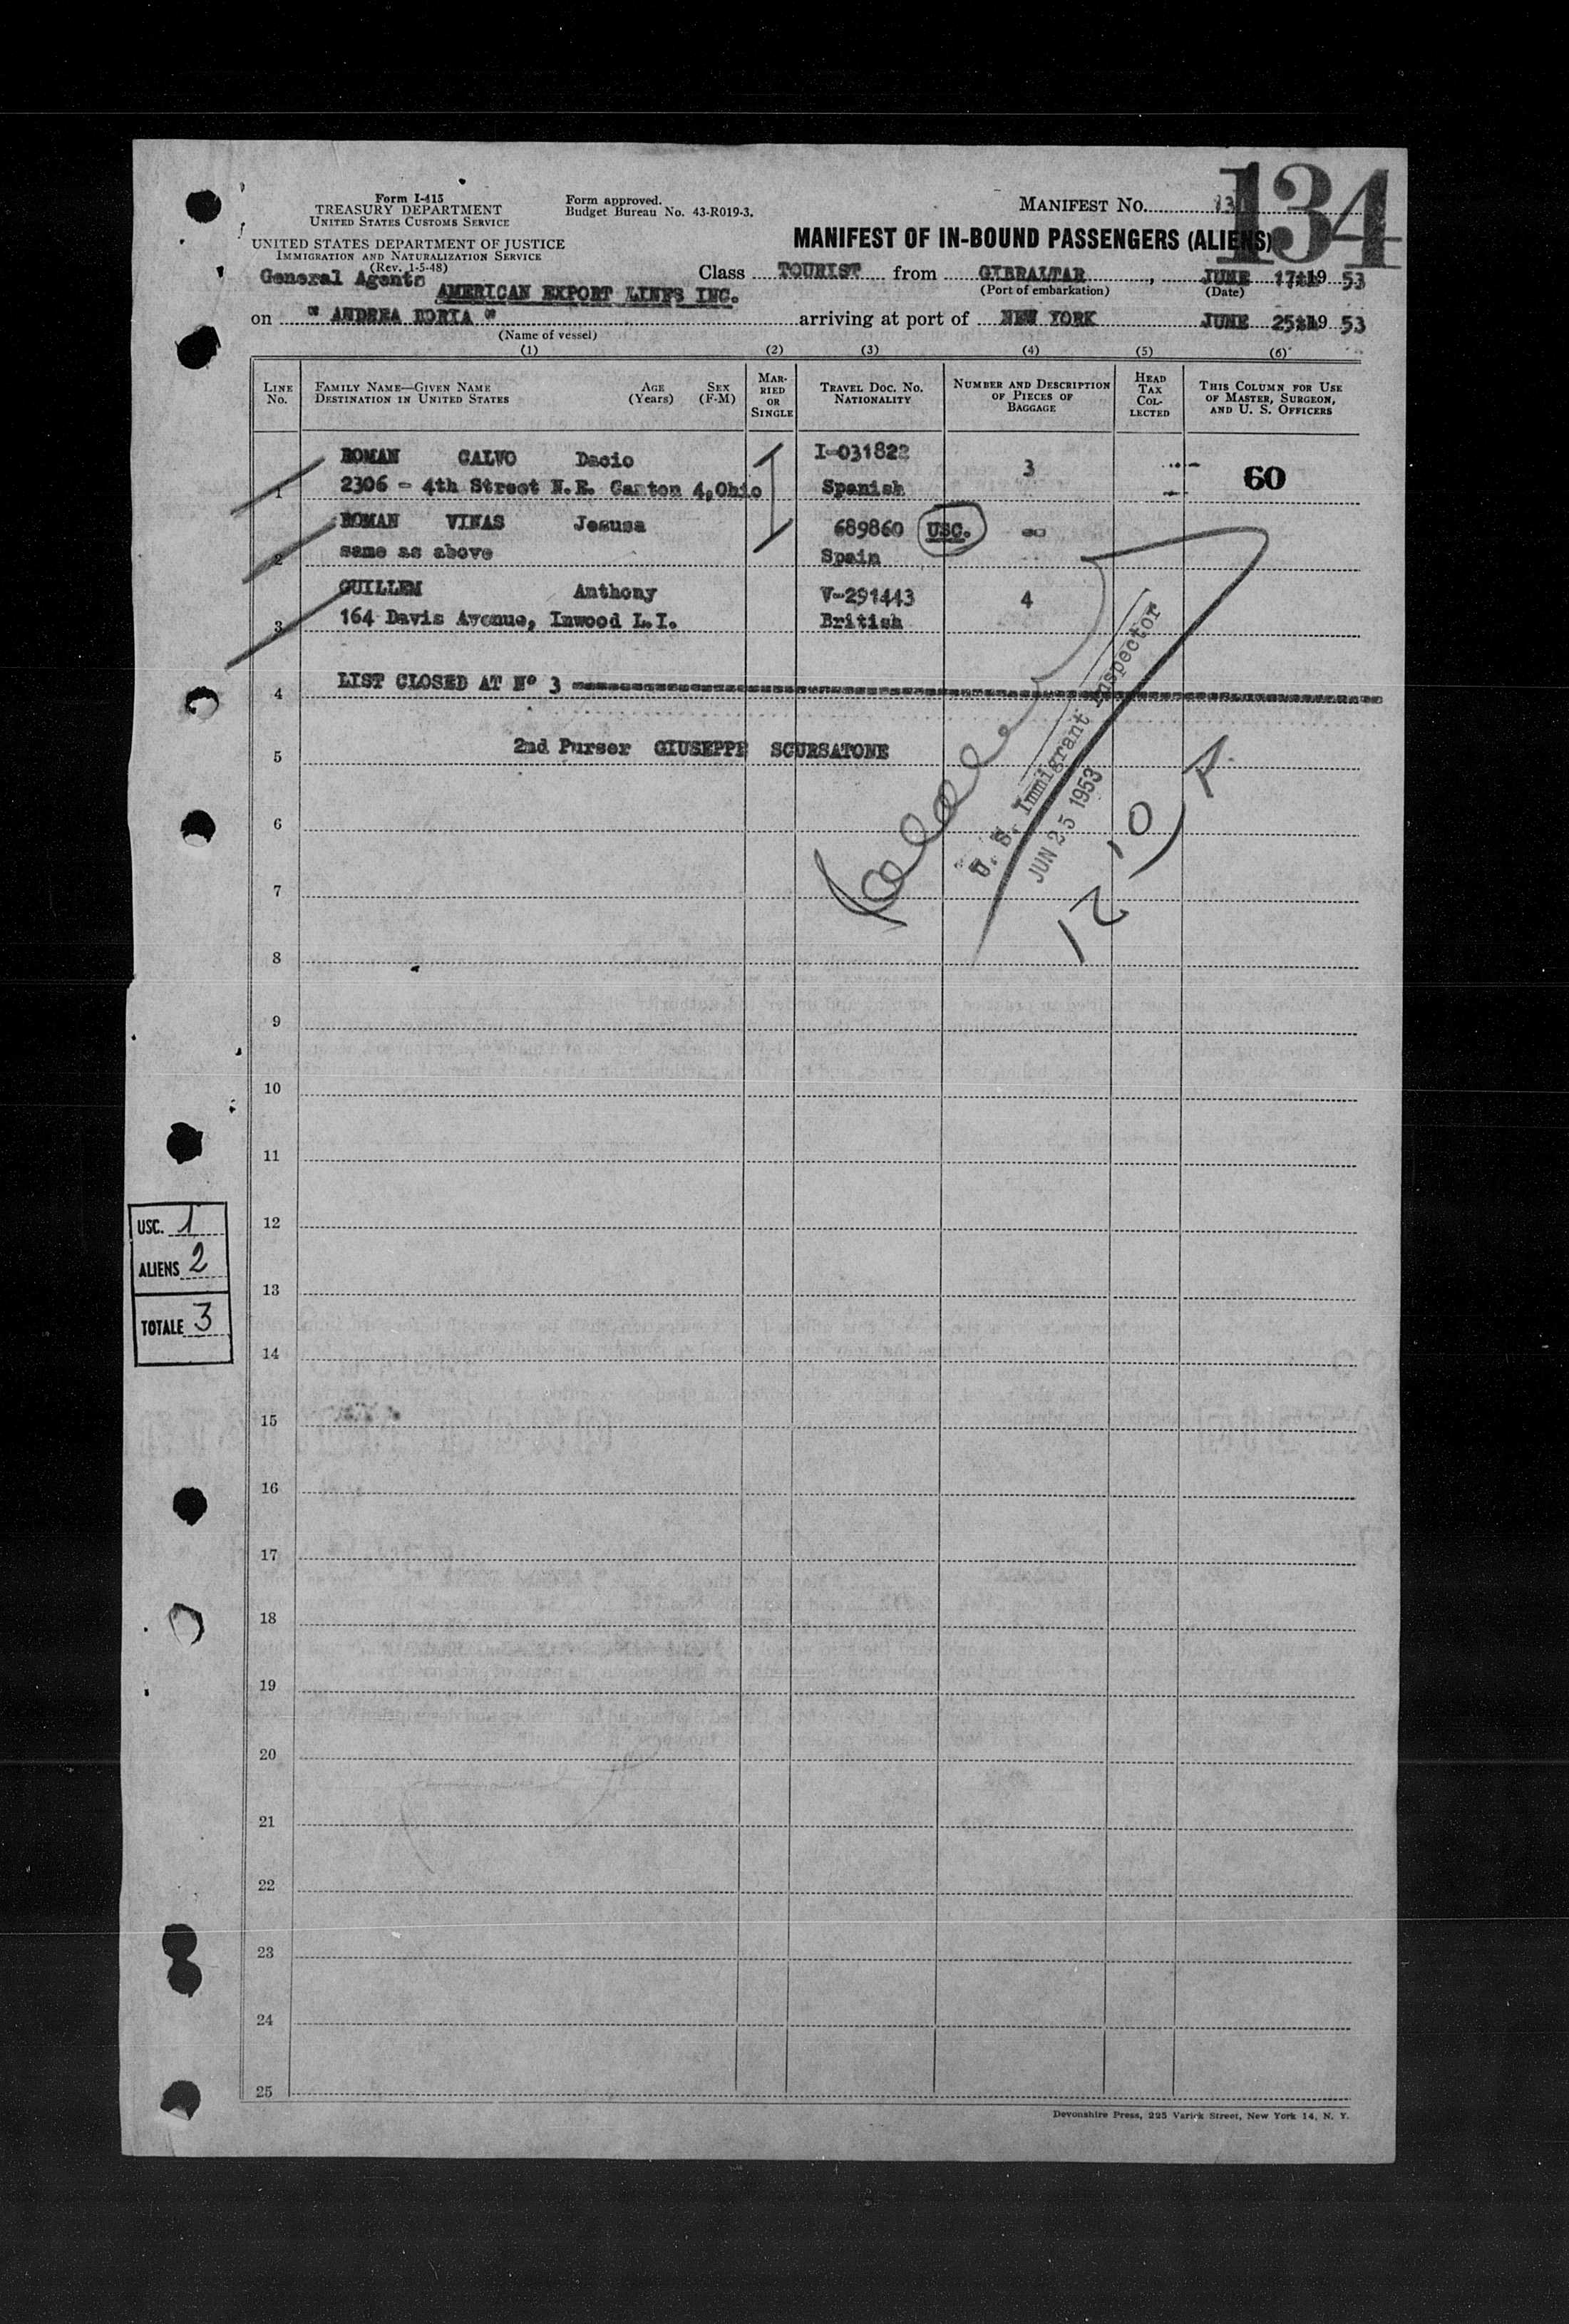 134
Form I-415
TREASURY DEPARTMENT
UNITED STATES CUSTOMS SERVICE
UNITED STATES DEPARTMENT OF JUSTICE
IMMIGRATION AND NATURALIZATION SERVICE
(Rev. 1-5-48)
Form approved.
Budget Bureau No. 43-R019-3.
MANIFEST No.
MANIFEST OF IN-BOUND PASSENGERS (ALIENS)
General Agents
AMERICAN EXPORT LINES INC.
Class TOURIST from GIBRALTAR, JUNE 17th 19 53
(Port of embarkation) (Date)
on " ANDREA DORIA " arriving at port of NEW YORK JUNE 25th 19 53
(Name of vessel)
(1) (2) (3) (4) (5) (6)
LINE No.
FAMILY NAME—GIVEN NAME AGE SEX
DESTINATION IN UNITED STATES (Years) (F-M)
MARRIED OR SINGLE
TRAVEL DOC. NO. NATIONALITY
NUMBER AND DESCRIPTION OF PIECES OF BAGGAGE
HEAD TAX COLLECTED
THIS COLUMN FOR USE OF MASTER, SURGEON, AND U. S. OFFICERS
ROMAN CALVO Dacio I-031822 3 60
1 2306 - 4th Street N.E. Canton 4, Ohio Spanish
ROMAN VINAS Jesusa 689860 USC.
2 same as above Spain
GUILLEM Anthony V-291443 4
3 164 Davis Avenue, Inwood L.I. British
4 LIST CLOSED AT Nº 3
5 2nd Purser GIUSEPPE SCURSATONE
U. S. Immigrant Inspector
JUN 25 1953
6
7
8
9
10
11
12
13
14
15
16
17
18
19
20
21
22
23
24
25
USC. 1
ALIENS 2
TOTALE 3
Devonshire Press, 225 Varick Street, New York 14, N. Y.